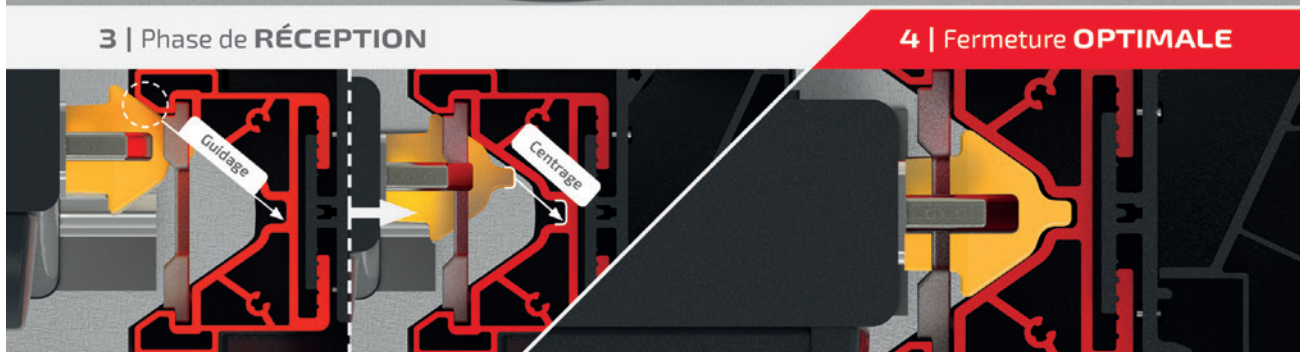 3 | Phase de RÉCEPTION
4 | Fermeture OPTIMALE
Guidage
Centrage